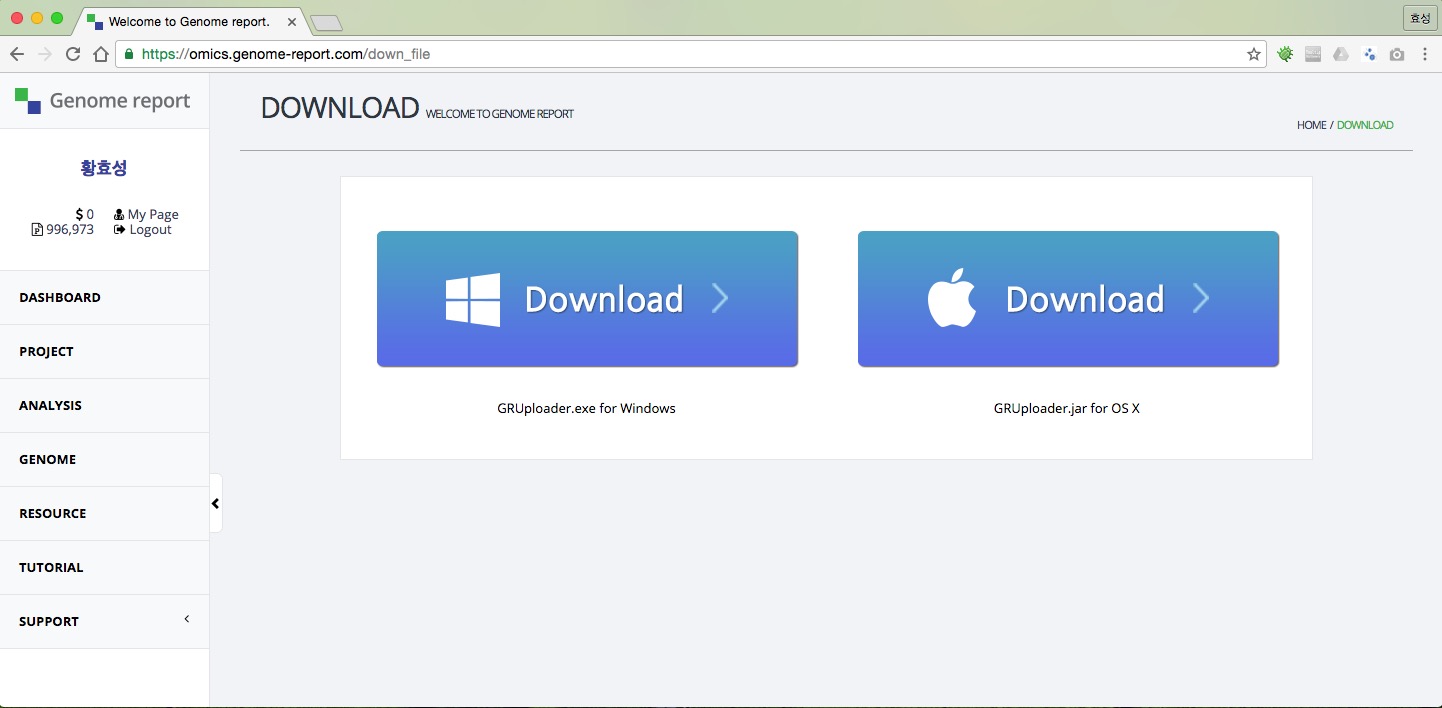 Welcome to Genome report.
효성
https://omics.genome-report.com/down_file
Genome report
DOWNLOAD WELCOME TO GENOME REPORT
HOME / DOWNLOAD
황효성
$ 0 My Page
996,973 Logout
DASHBOARD
PROJECT
ANALYSIS
GENOME
RESOURCE
TUTORIAL
SUPPORT
Download
Download
GRUploader.exe for Windows
GRUploader.jar for OS X